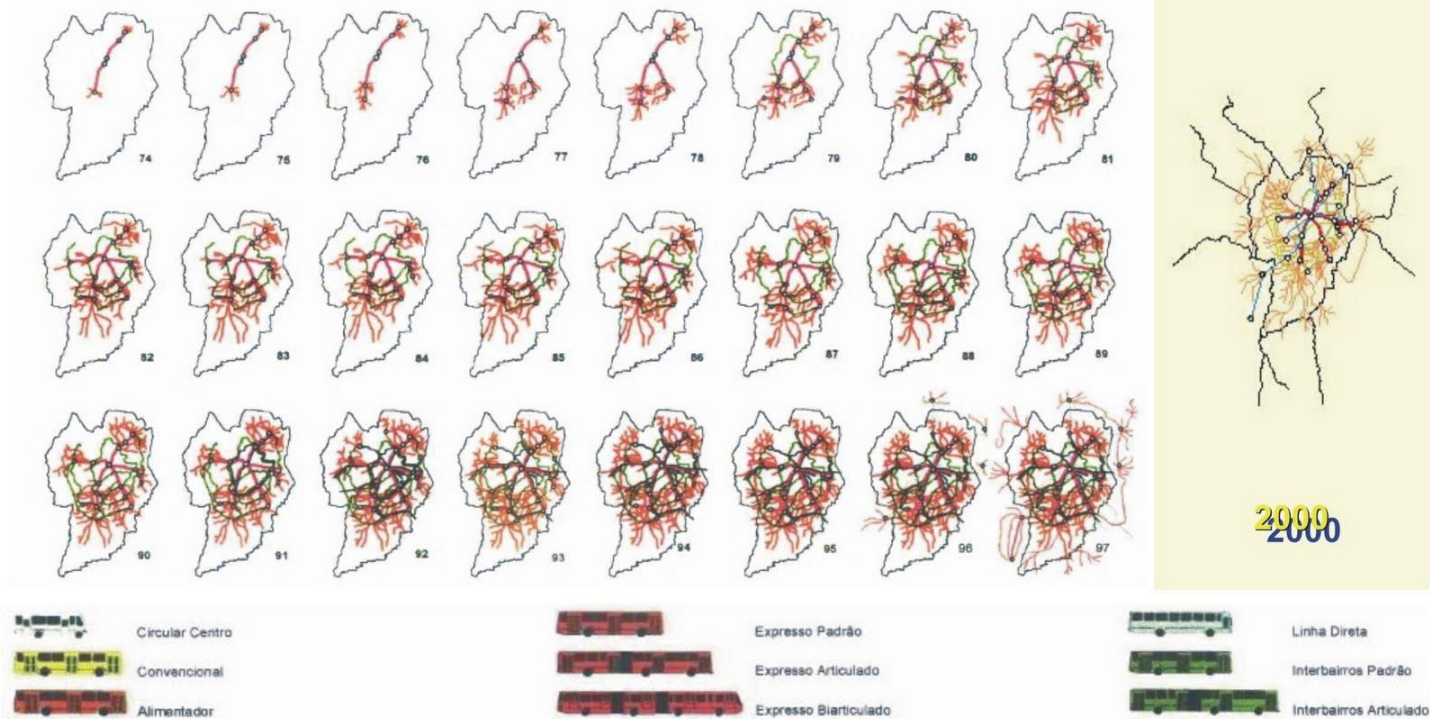 74 75 76 77 78 79 80 81
82 83 84 85 86 87 88 89
90 91 92 93 94 95 96 97
2000
2000
Circular Centro
Expresso Padrão
Linha Direta
Convencional
Expresso Articulado
Interbairros Padrão
Alimentador
Expresso Biarticulado
Interbairros Articulado